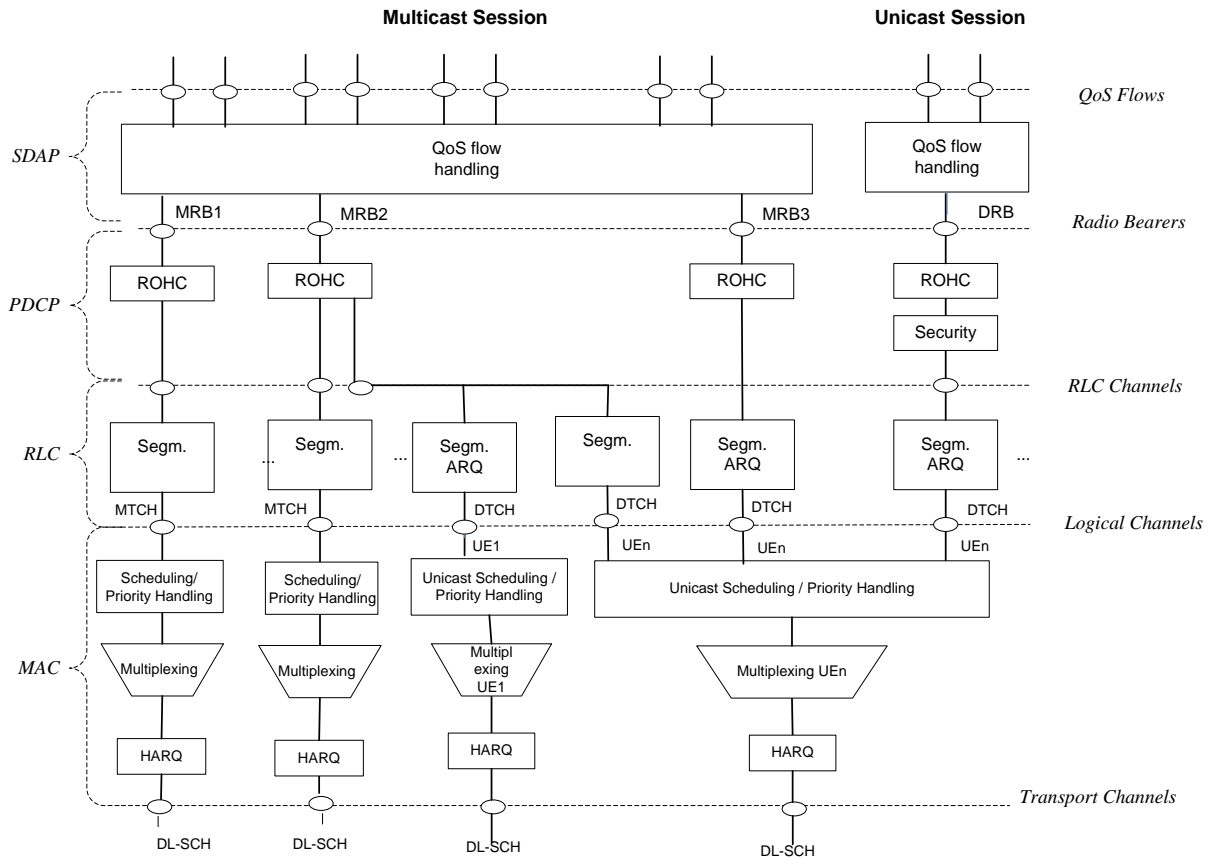 Multicast Session
Unicast Session
QoS Flows
SDAP
QoS flow
handling
QoS flow
handling
MRB1
MRB2
MRB3
DRB
Radio Bearers
PDCP
ROHC
ROHC
ROHC
ROHC
Security
RLC Channels
RLC
Segm.
...
Segm.
...
Segm.
ARQ
Segm.
Segm.
ARQ
Segm.
ARQ
...
MTCH
MTCH
DTCH
DTCH
DTCH
DTCH
Logical Channels
UE1
UEn
UEn
UEn
MAC
Scheduling/
Priority Handling
Scheduling/
Priority Handling
Unicast Scheduling /
Priority Handling
Unicast Scheduling / Priority Handling
Multiplexing
Multiplexing
Multipl
exing
UE1
Multiplexing UEn
HARQ
HARQ
HARQ
HARQ
Transport Channels
DL-SCH
DL-SCH
DL-SCH
DL-SCH